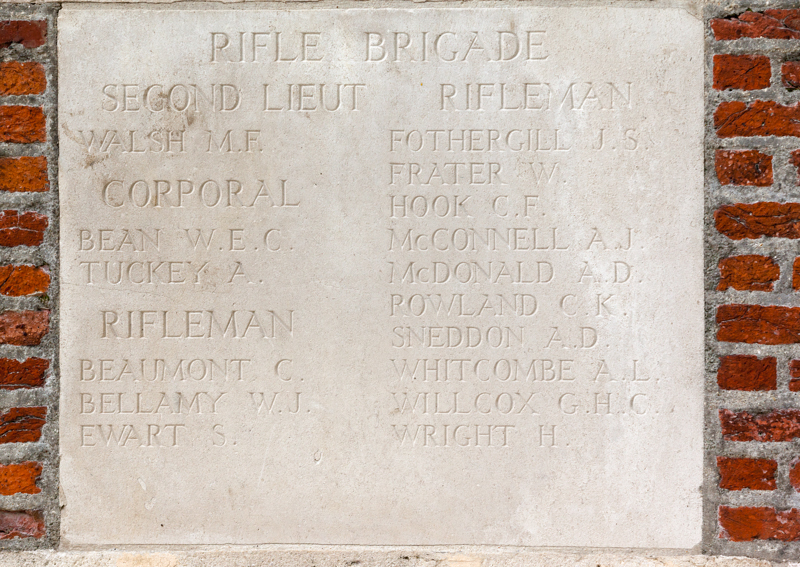 RIFLE BRIGADE
SECOND LIEUT
WALSH M.F.
CORPORAL
BEAN W.E.C.
TUCKEY A.
RIFLEMAN
BEAUMONT C.
BELLAMY W.J.
EWART S.
RIFLEMAN
FOTHERGILL J.S.
FRATER W.
HOOK C.F.
McCONNELL A.J.
McDONALD A.D.
ROWLAND C.K.
SNEDDON A.D.
WHITCOMBE A.L.
WILLCOX G.H.C.
WRIGHT H.